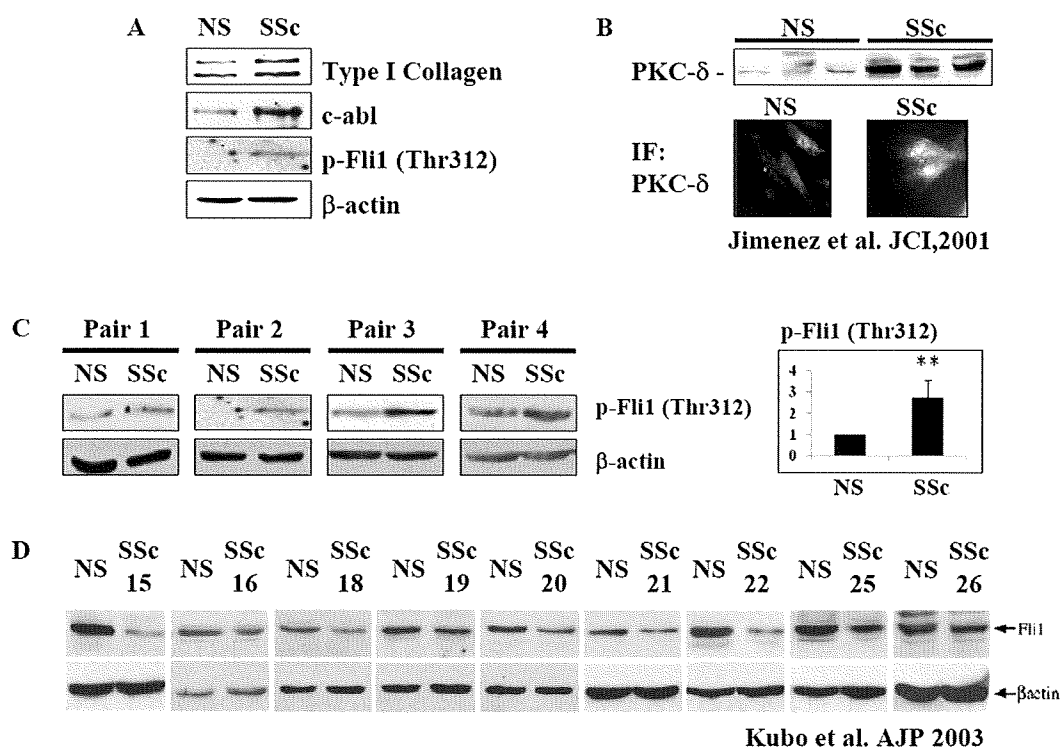 A
NS SSc
Type I Collagen
c-abl
p-Fli1 (Thr312)
β-actin
B
NS SSc
PKC-δ -
NS SSc
IF:
PKC-δ
Jimenez et al. JCI,2001
C
Pair 1 Pair 2 Pair 3 Pair 4
NS SSc NS SSc NS SSc NS SSc
p-Fli1 (Thr312)
β-actin
p-Fli1 (Thr312)
**
4
3
2
1
0
NS SSc
D
NS SSc 15 NS SSc 16 NS SSc 18 NS SSc 19 NS SSc 20 NS SSc 21 NS SSc 22 NS SSc 25 NS SSc 26
Fli1
βactin
Kubo et al. AJP 2003